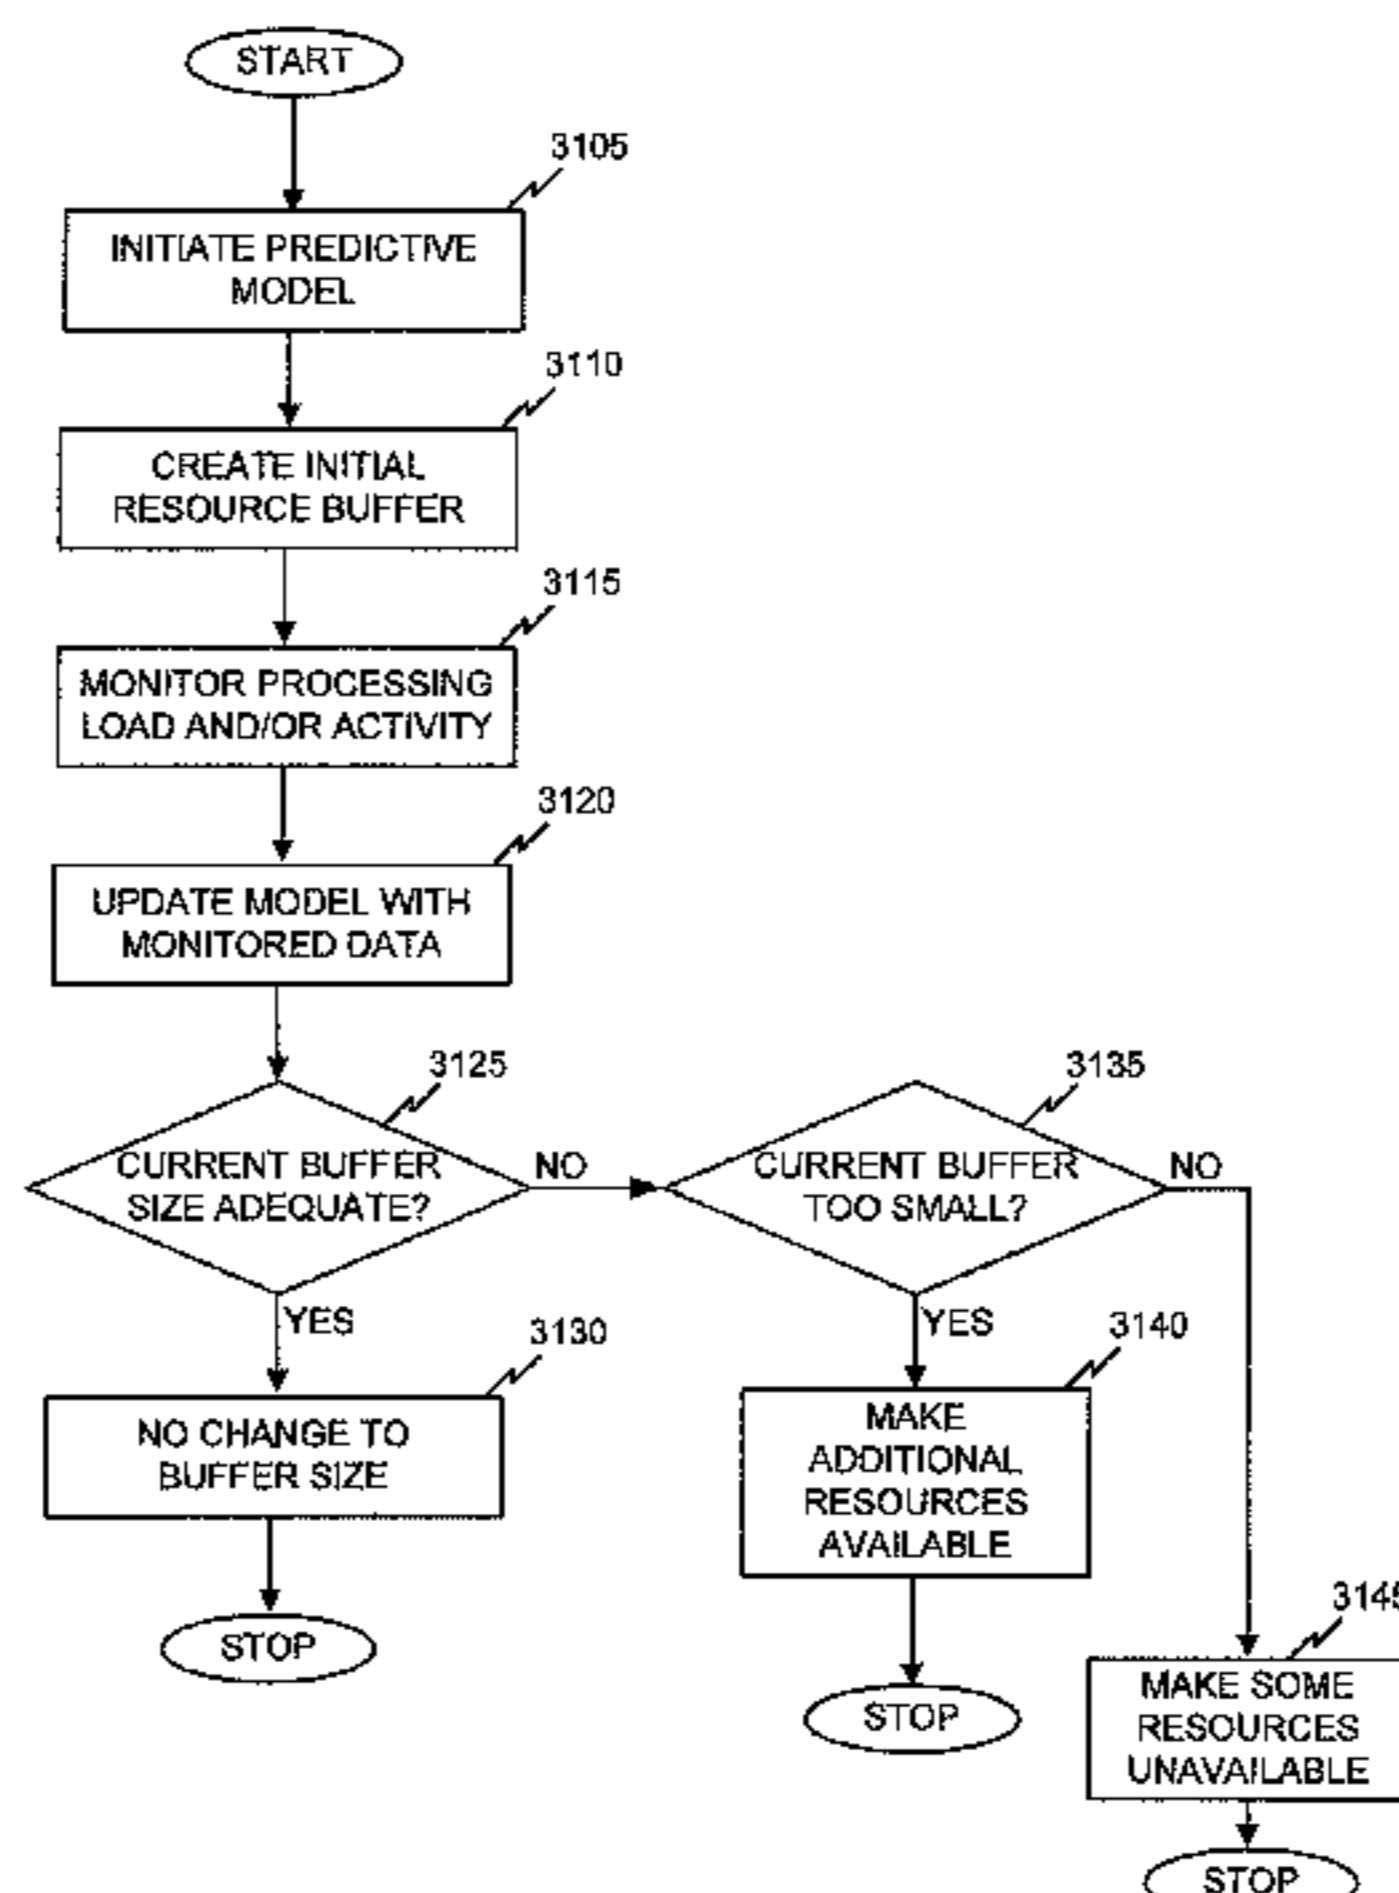 START
3105
INITIATE PREDICTIVE
MODEL
3110
CREATE INITIAL
RESOURCE BUFFER
3115
MONITOR PROCESSING
LOAD AND/OR ACTIVITY
3120
UPDATE MODEL WITH
MONITORED DATA
3125
CURRENT BUFFER
SIZE ADEQUATE?
NO
3135
CURRENT BUFFER
TOO SMALL?
NO
YES
3130
NO CHANGE TO
BUFFER SIZE
STOP
YES
3140
MAKE
ADDITIONAL
RESOURCES
AVAILABLE
STOP
3145
MAKE SOME
RESOURCES
UNAVAILABLE
STOP